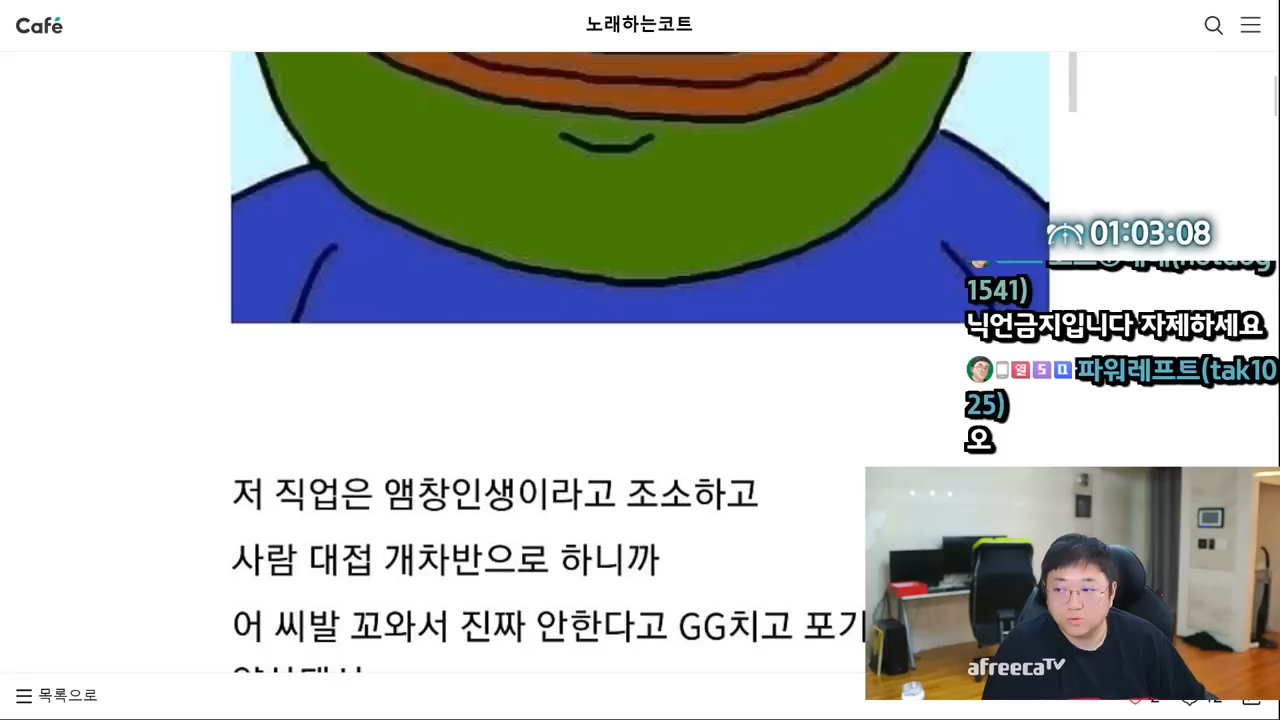 Café
노래하는코트
01:03:08
1541)
닉언금지입니다 자제하세요
열 5 파워레프트(tak10
25)
오
저 직업은 앰창인생이라고 조소하고
사람 대접 개차반으로 하니까
어 씨발 꼬와서 진짜 안한다고 GG치고 포기
afreecaTV
목록으로